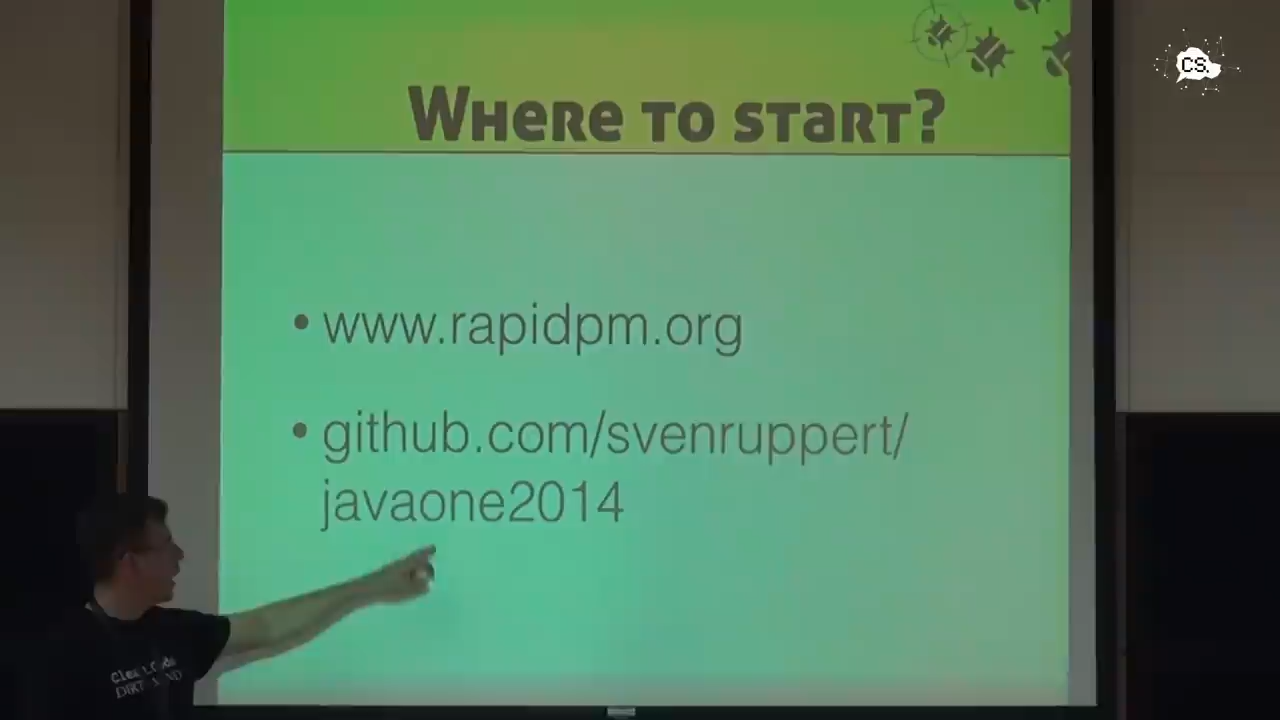 CS.
Where to start?
• www.rapidpm.org
• github.com/svenruppert/
javaone2014